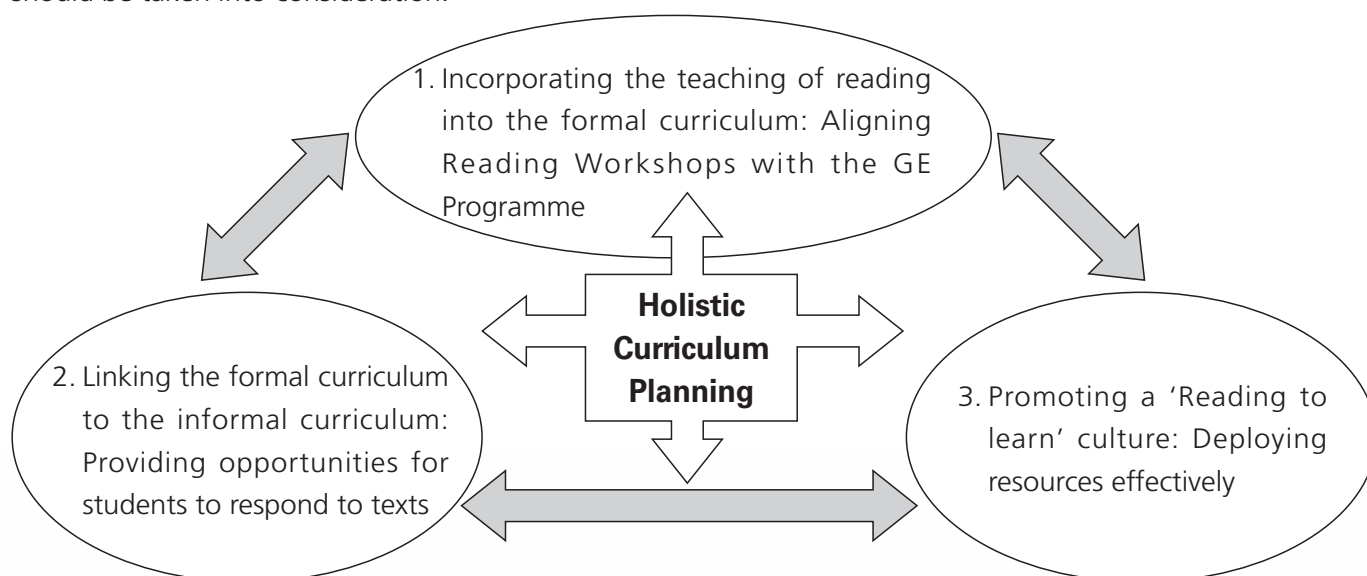 should be taken into consideration.
1. Incorporating the teaching of reading
into the formal curriculum: Aligning
Reading Workshops with the GE
Programme
Holistic
Curriculum
Planning
2. Linking the formal curriculum
to the informal curriculum:
Providing opportunities for
students to respond to texts
3. Promoting a ‘Reading to
learn’ culture: Deploying
resources effectively